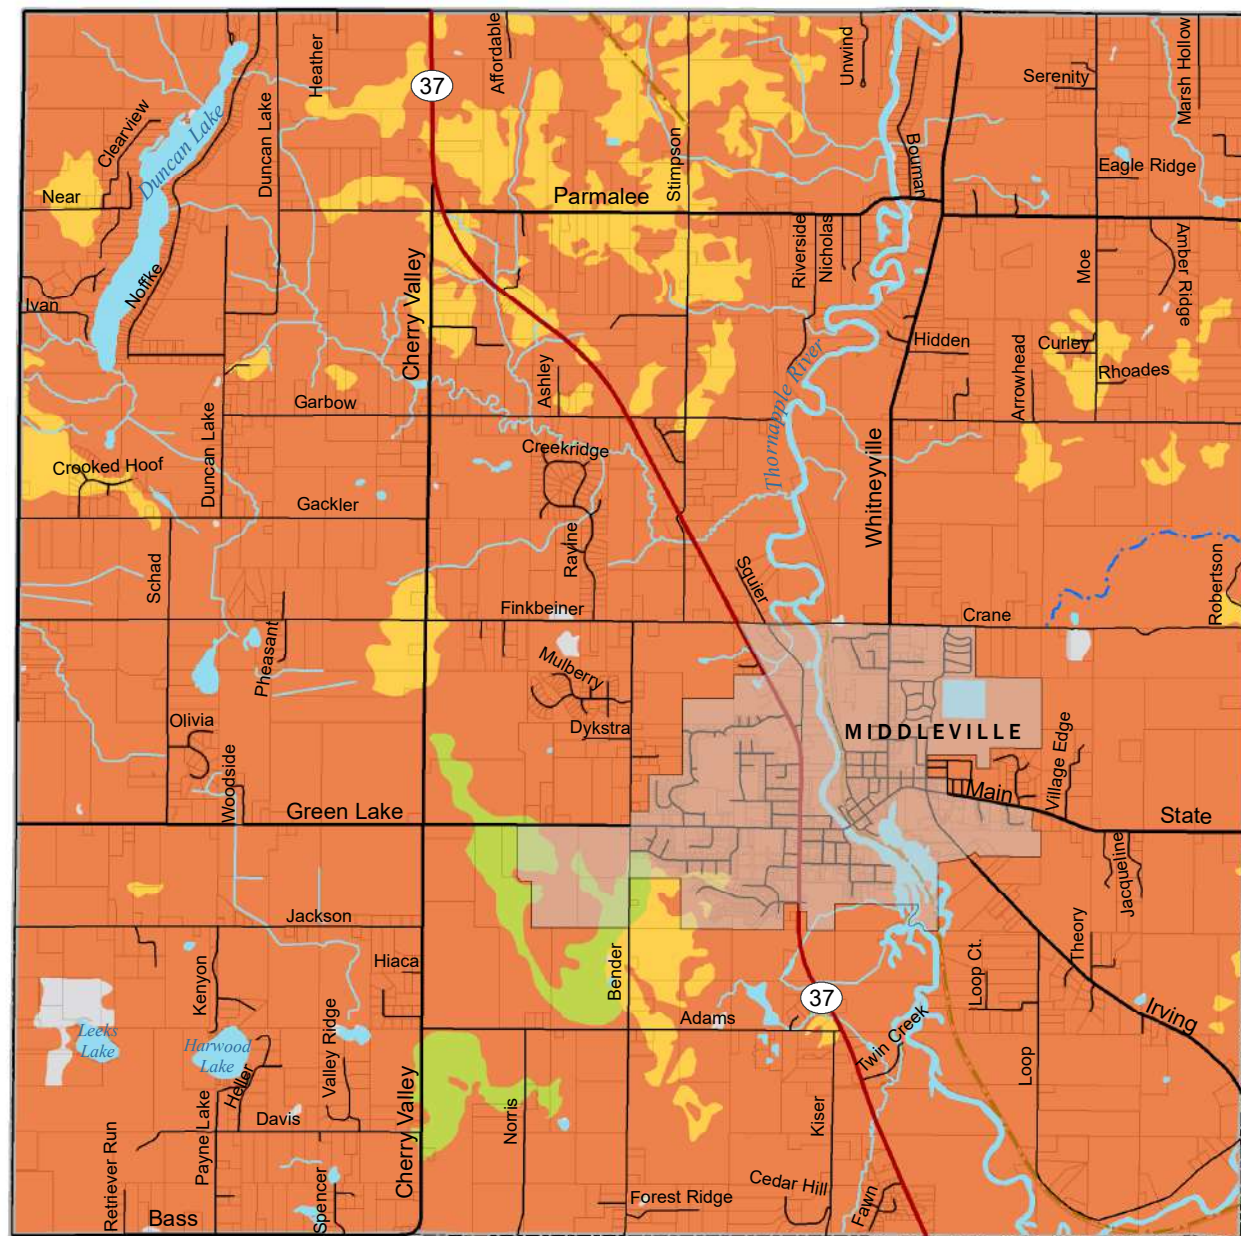 Heather
37
Affordable
Unwind
Serenity
Marsh Hollow
Clearview
Duncan Lake
Duncan Lake
Stimpson
Bouman
Eagle Ridge
Near
Parmalee
Riverside
Nicholas
Moe
Amber Ridge
Noffke
Ivan
Cherry Valley
Ashley
Thornapple River
Hidden
Arrowhead
Curley
Rhoades
Garbow
Duncan Lake
Creekridge
Whitneyville
Crooked Hoof
Gackler
Ravine
Schad
Squier
Robertson
Finkbeiner
Crane
Pheasant
Mulberry
Olivia
Dykstra
MIDDLEVILLE
Village Edge
Woodside
Main
Green Lake
State
Jacqueline
Jackson
Theory
Hiaca
Kenyon
Bender
Loop Ct.
37
Adams
Irving
Leeks
Lake
Harwood
Lake
Valley Ridge
Twin Creek
Heller
Loop
Davis
Payne Lake
Cherry Valley
Norris
Kiser
Retriever Run
Spencer
Cedar Hill
Forest Ridge
Fawn
Bass